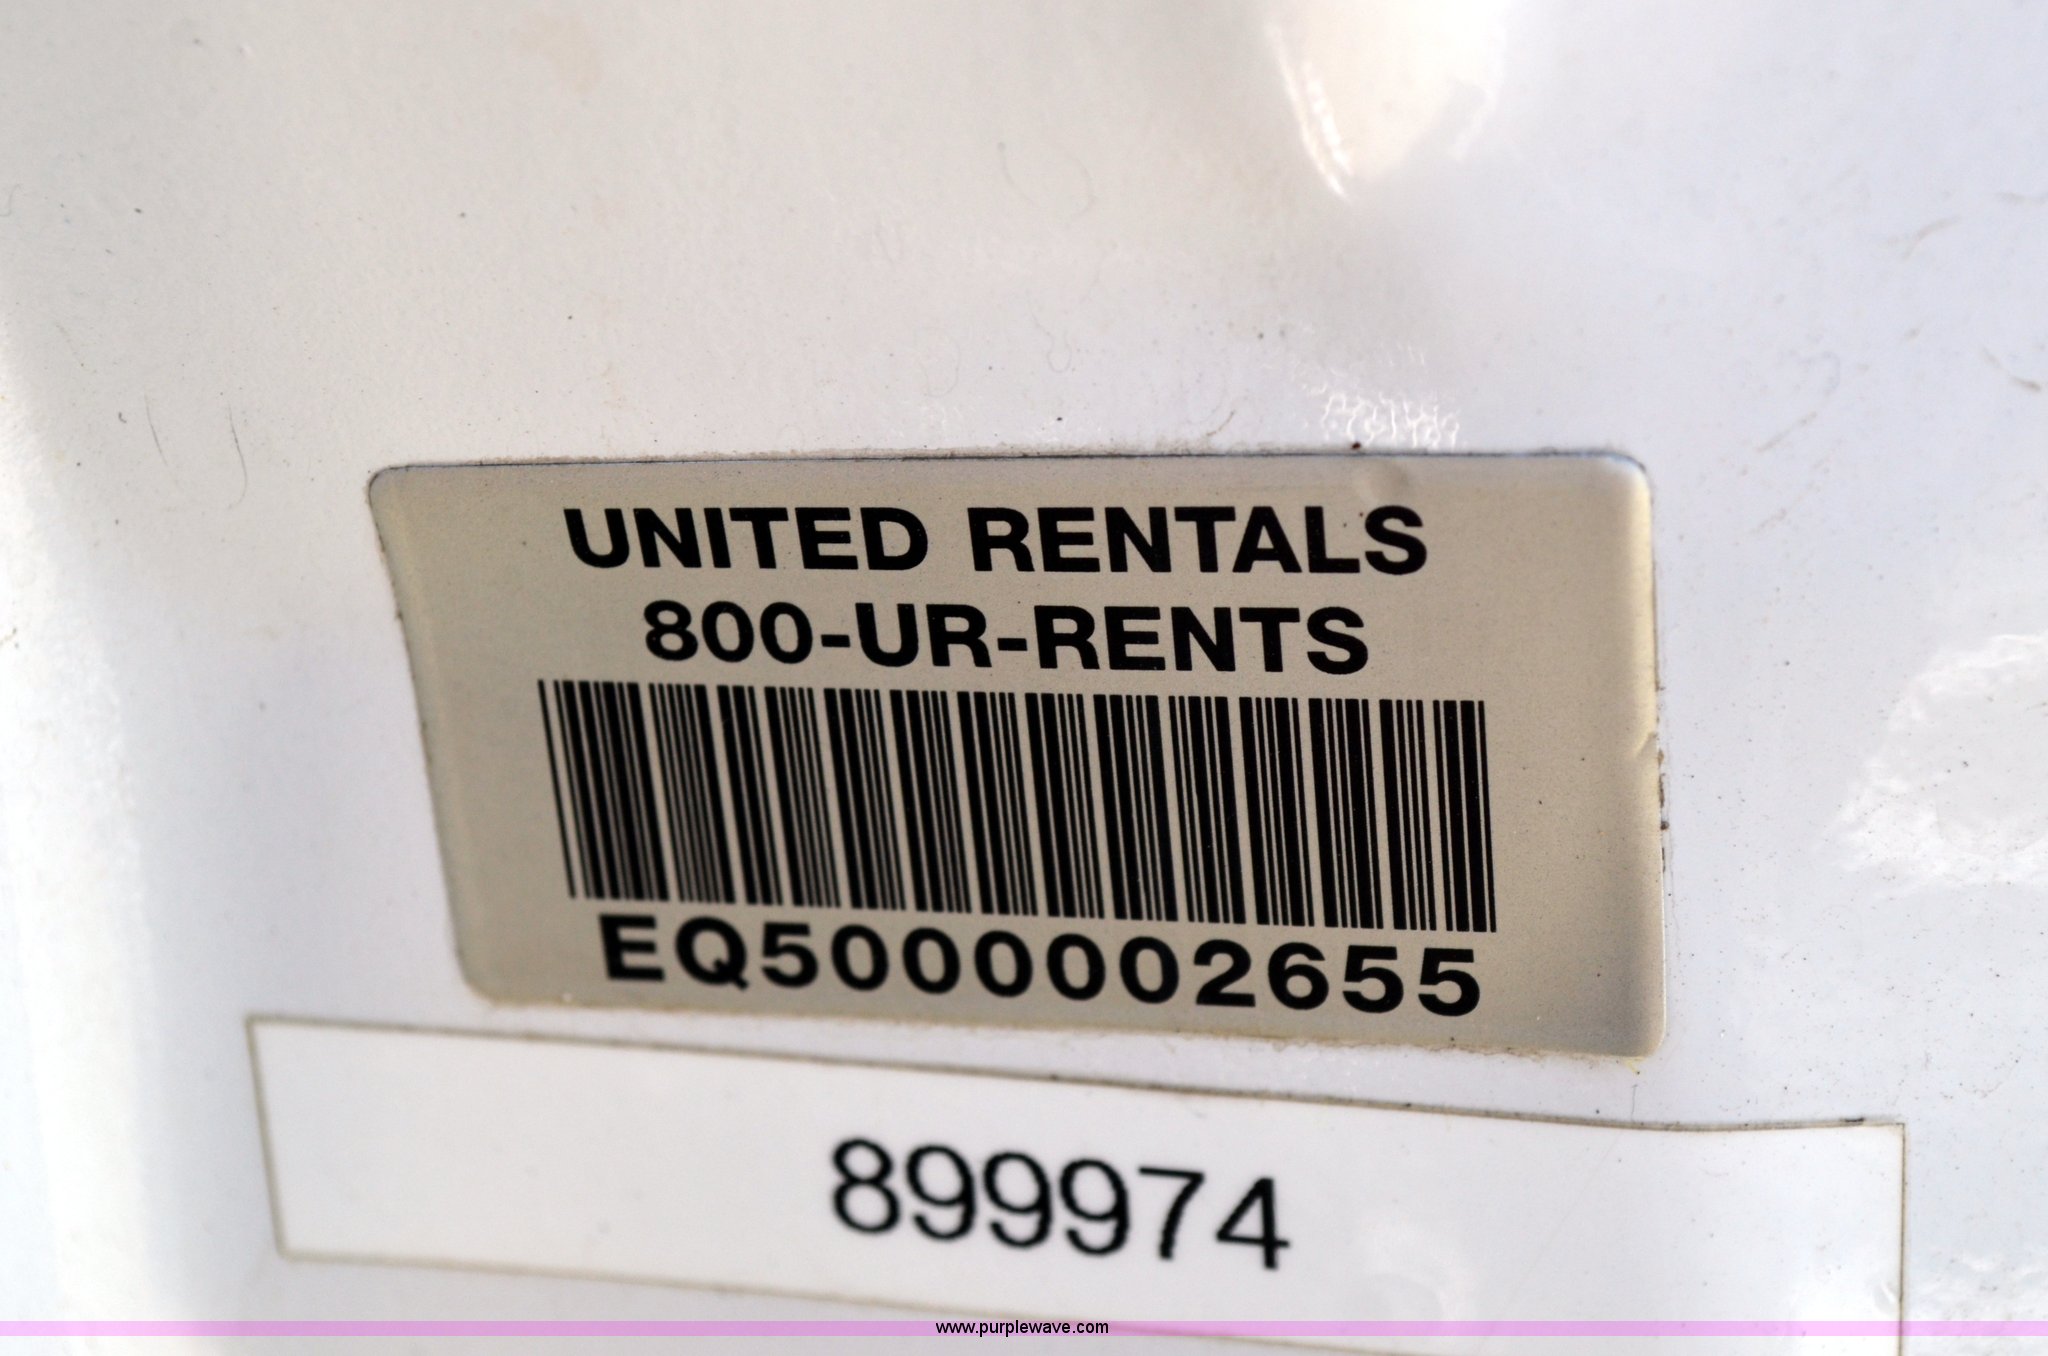 UNITED RENTALS
800-UR-RENTS
EQ5000002655
899974
www.purplewave.com